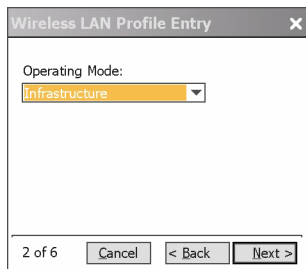 Wireless LAN Profile Entry X
Operating Mode:
Infrastructure
2 of 6 Cancel < Back Next >